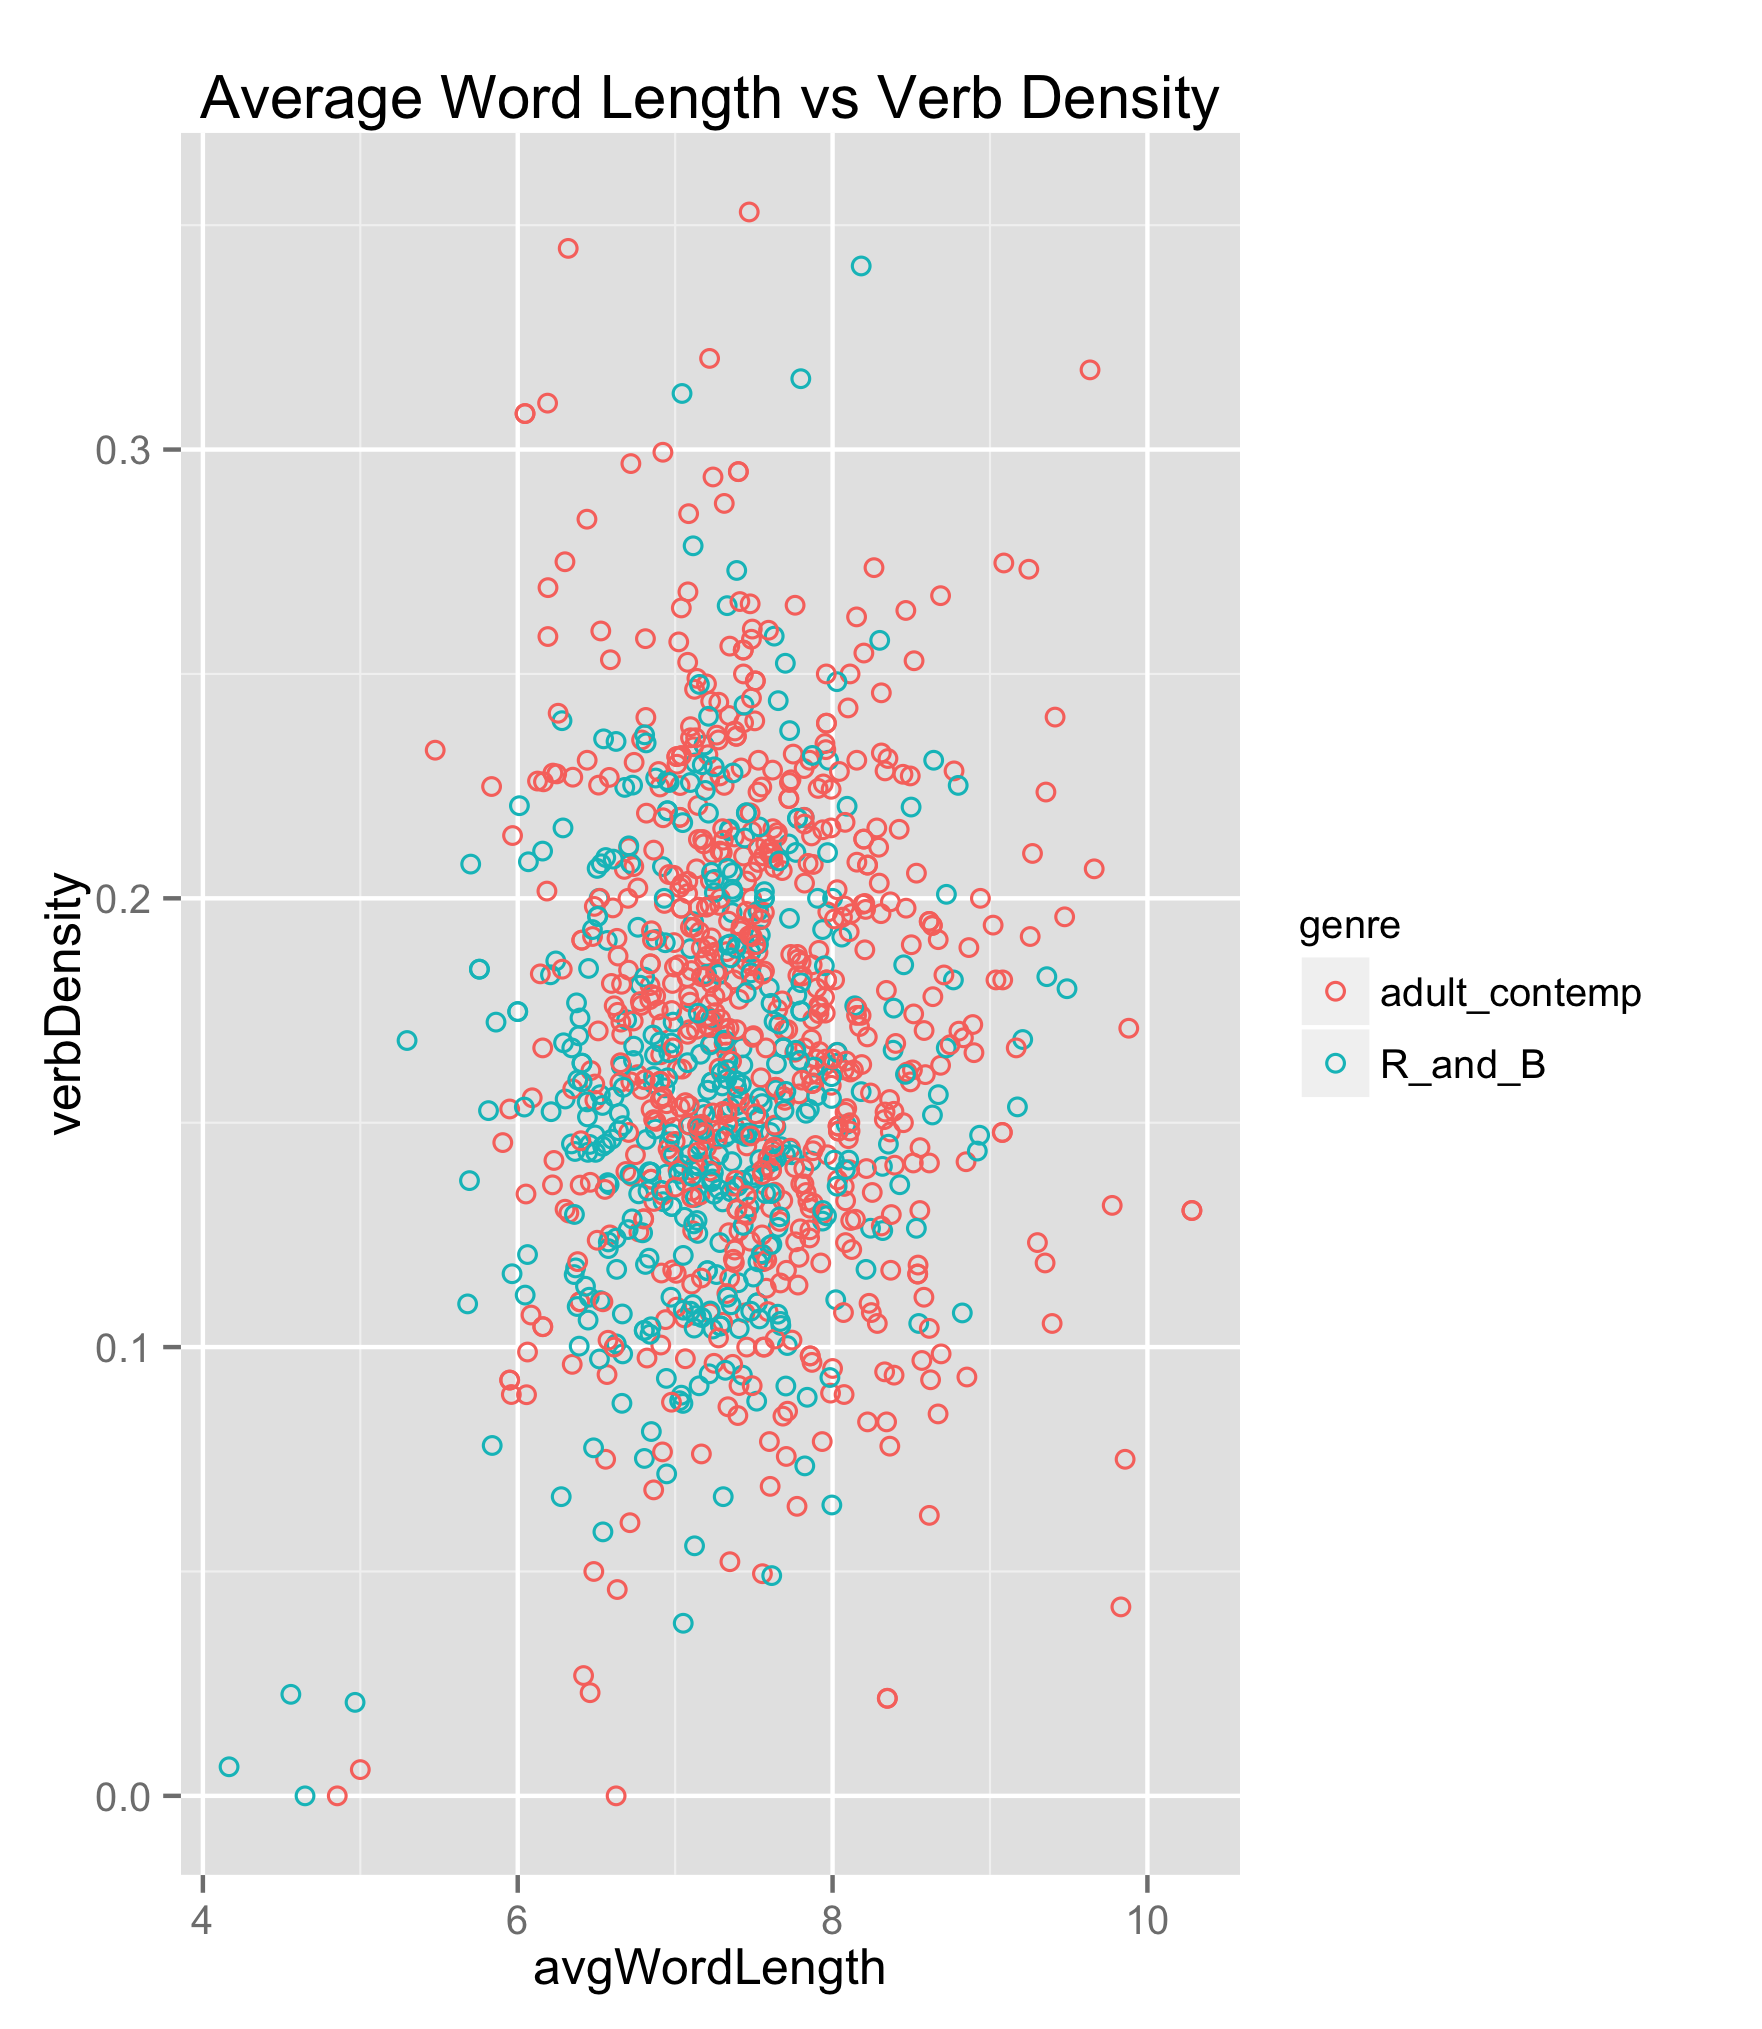 Average Word Length vs Verb Density
verbDensity
0.3
0.2
0.1
0.0
4 6 8 10
avgWordLength
genre
adult_contemp
R_and_B